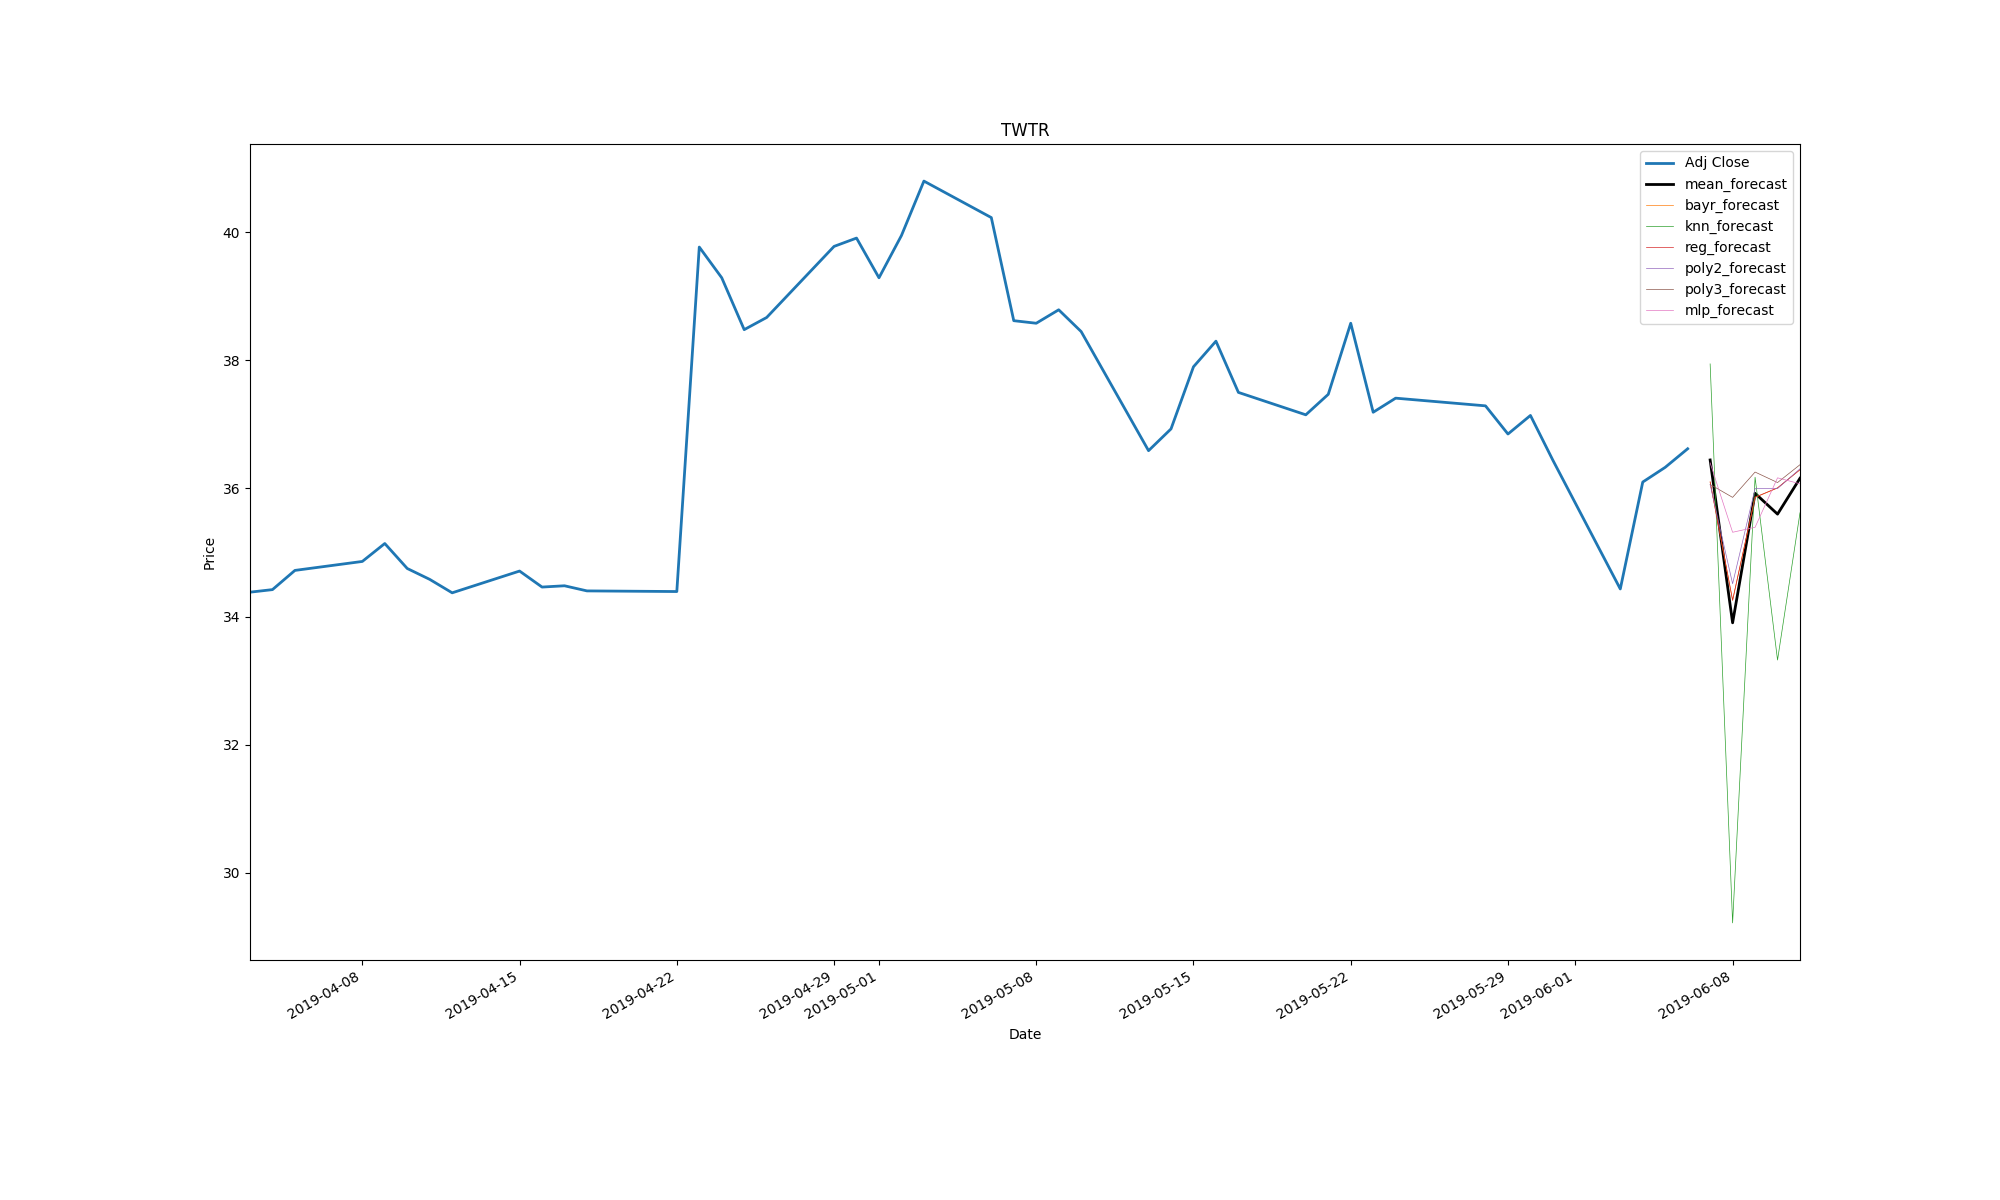 TWTR
Adj Close
mean_forecast
bayr_forecast
knn_forecast
reg_forecast
poly2_forecast
poly3_forecast
mlp_forecast
Price
40
38
36
34
32
30
2019-04-08
2019-04-15
2019-04-22
2019-04-29
2019-05-01
2019-05-08
2019-05-15
2019-05-22
2019-05-29
2019-06-01
2019-06-08
Date